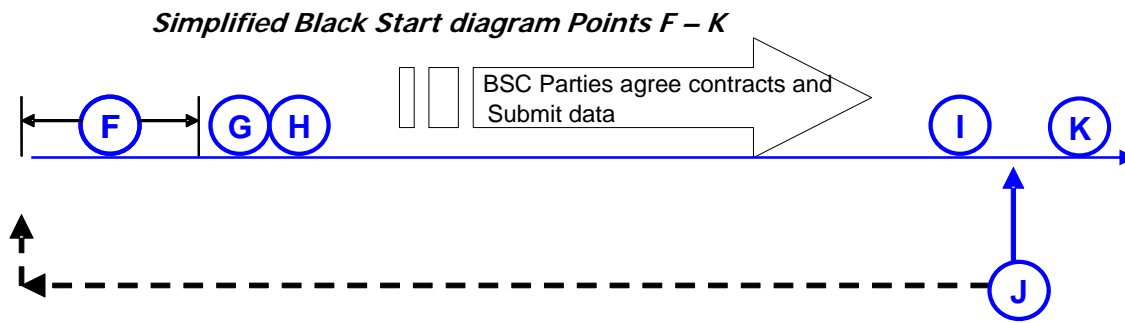 Simplified Black Start diagram Points F – K
BSC Parties agree contracts and
Submit data
F
G
H
I
K
J